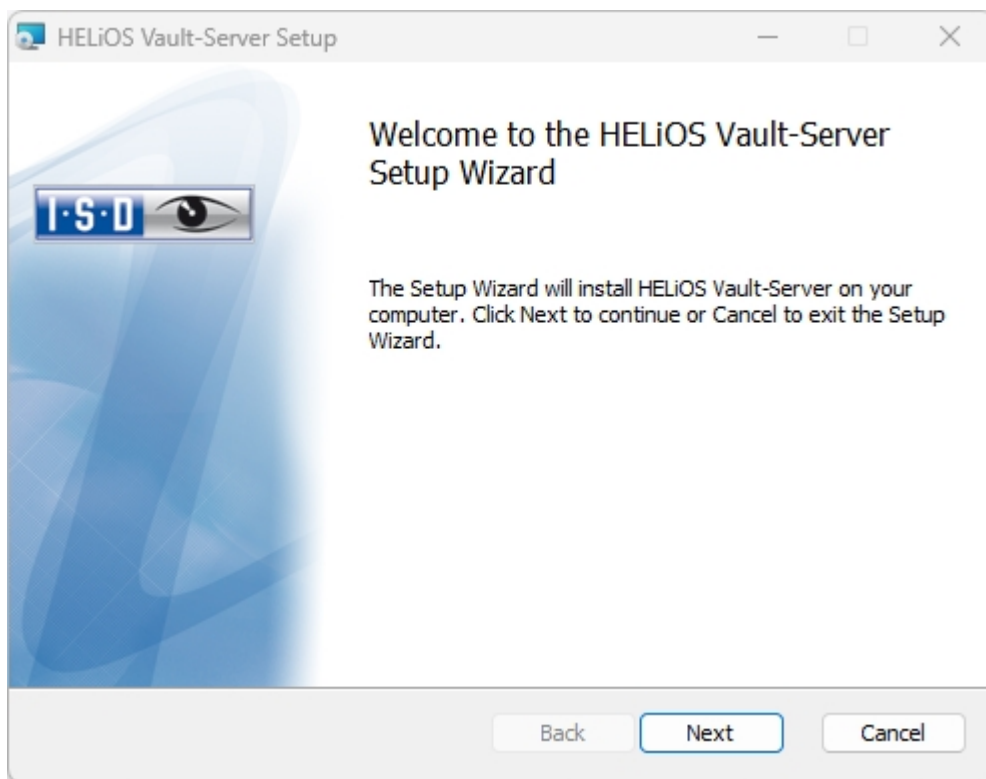 HELiOS Vault-Server Setup
Welcome to the HELiOS Vault-Server
Setup Wizard
I·S·D
The Setup Wizard will install HELiOS Vault-Server on your
computer. Click Next to continue or Cancel to exit the Setup
Wizard.
Back Next Cancel